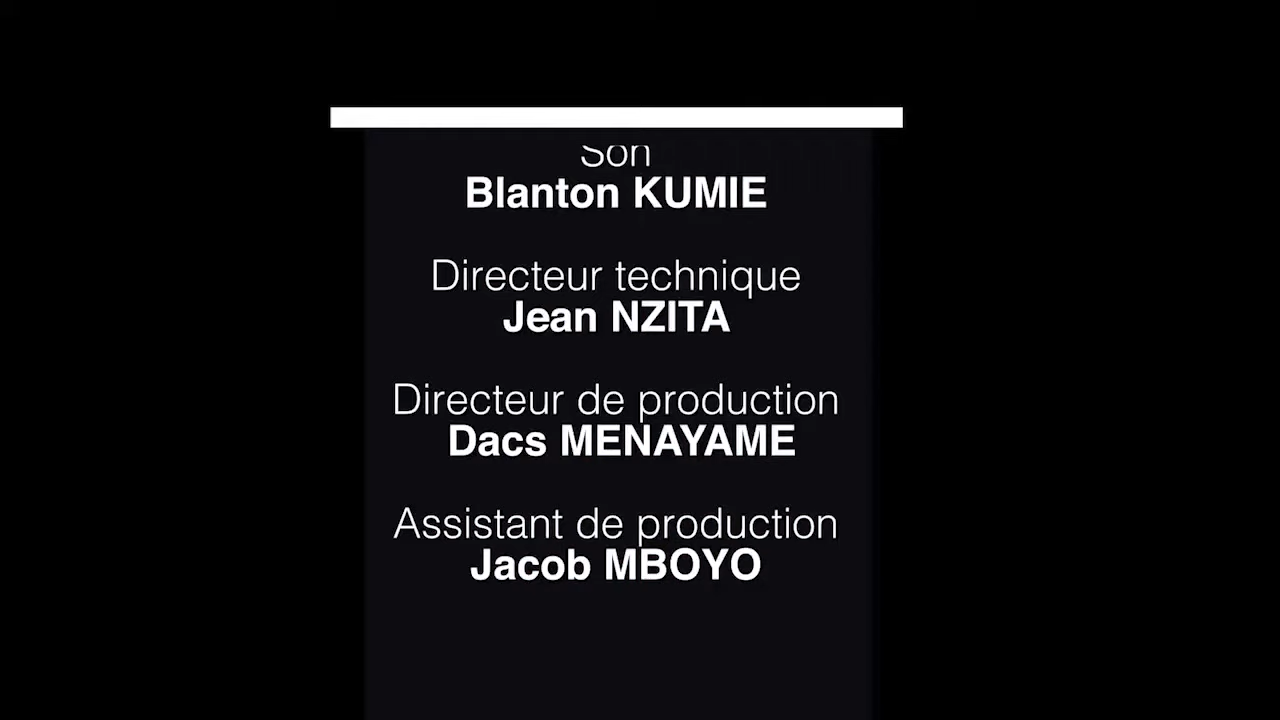 Son
Blanton KUMIE
Directeur technique
Jean NZITA
Directeur de production
Dacs MENAYAME
Assistant de production
Jacob MBOYO